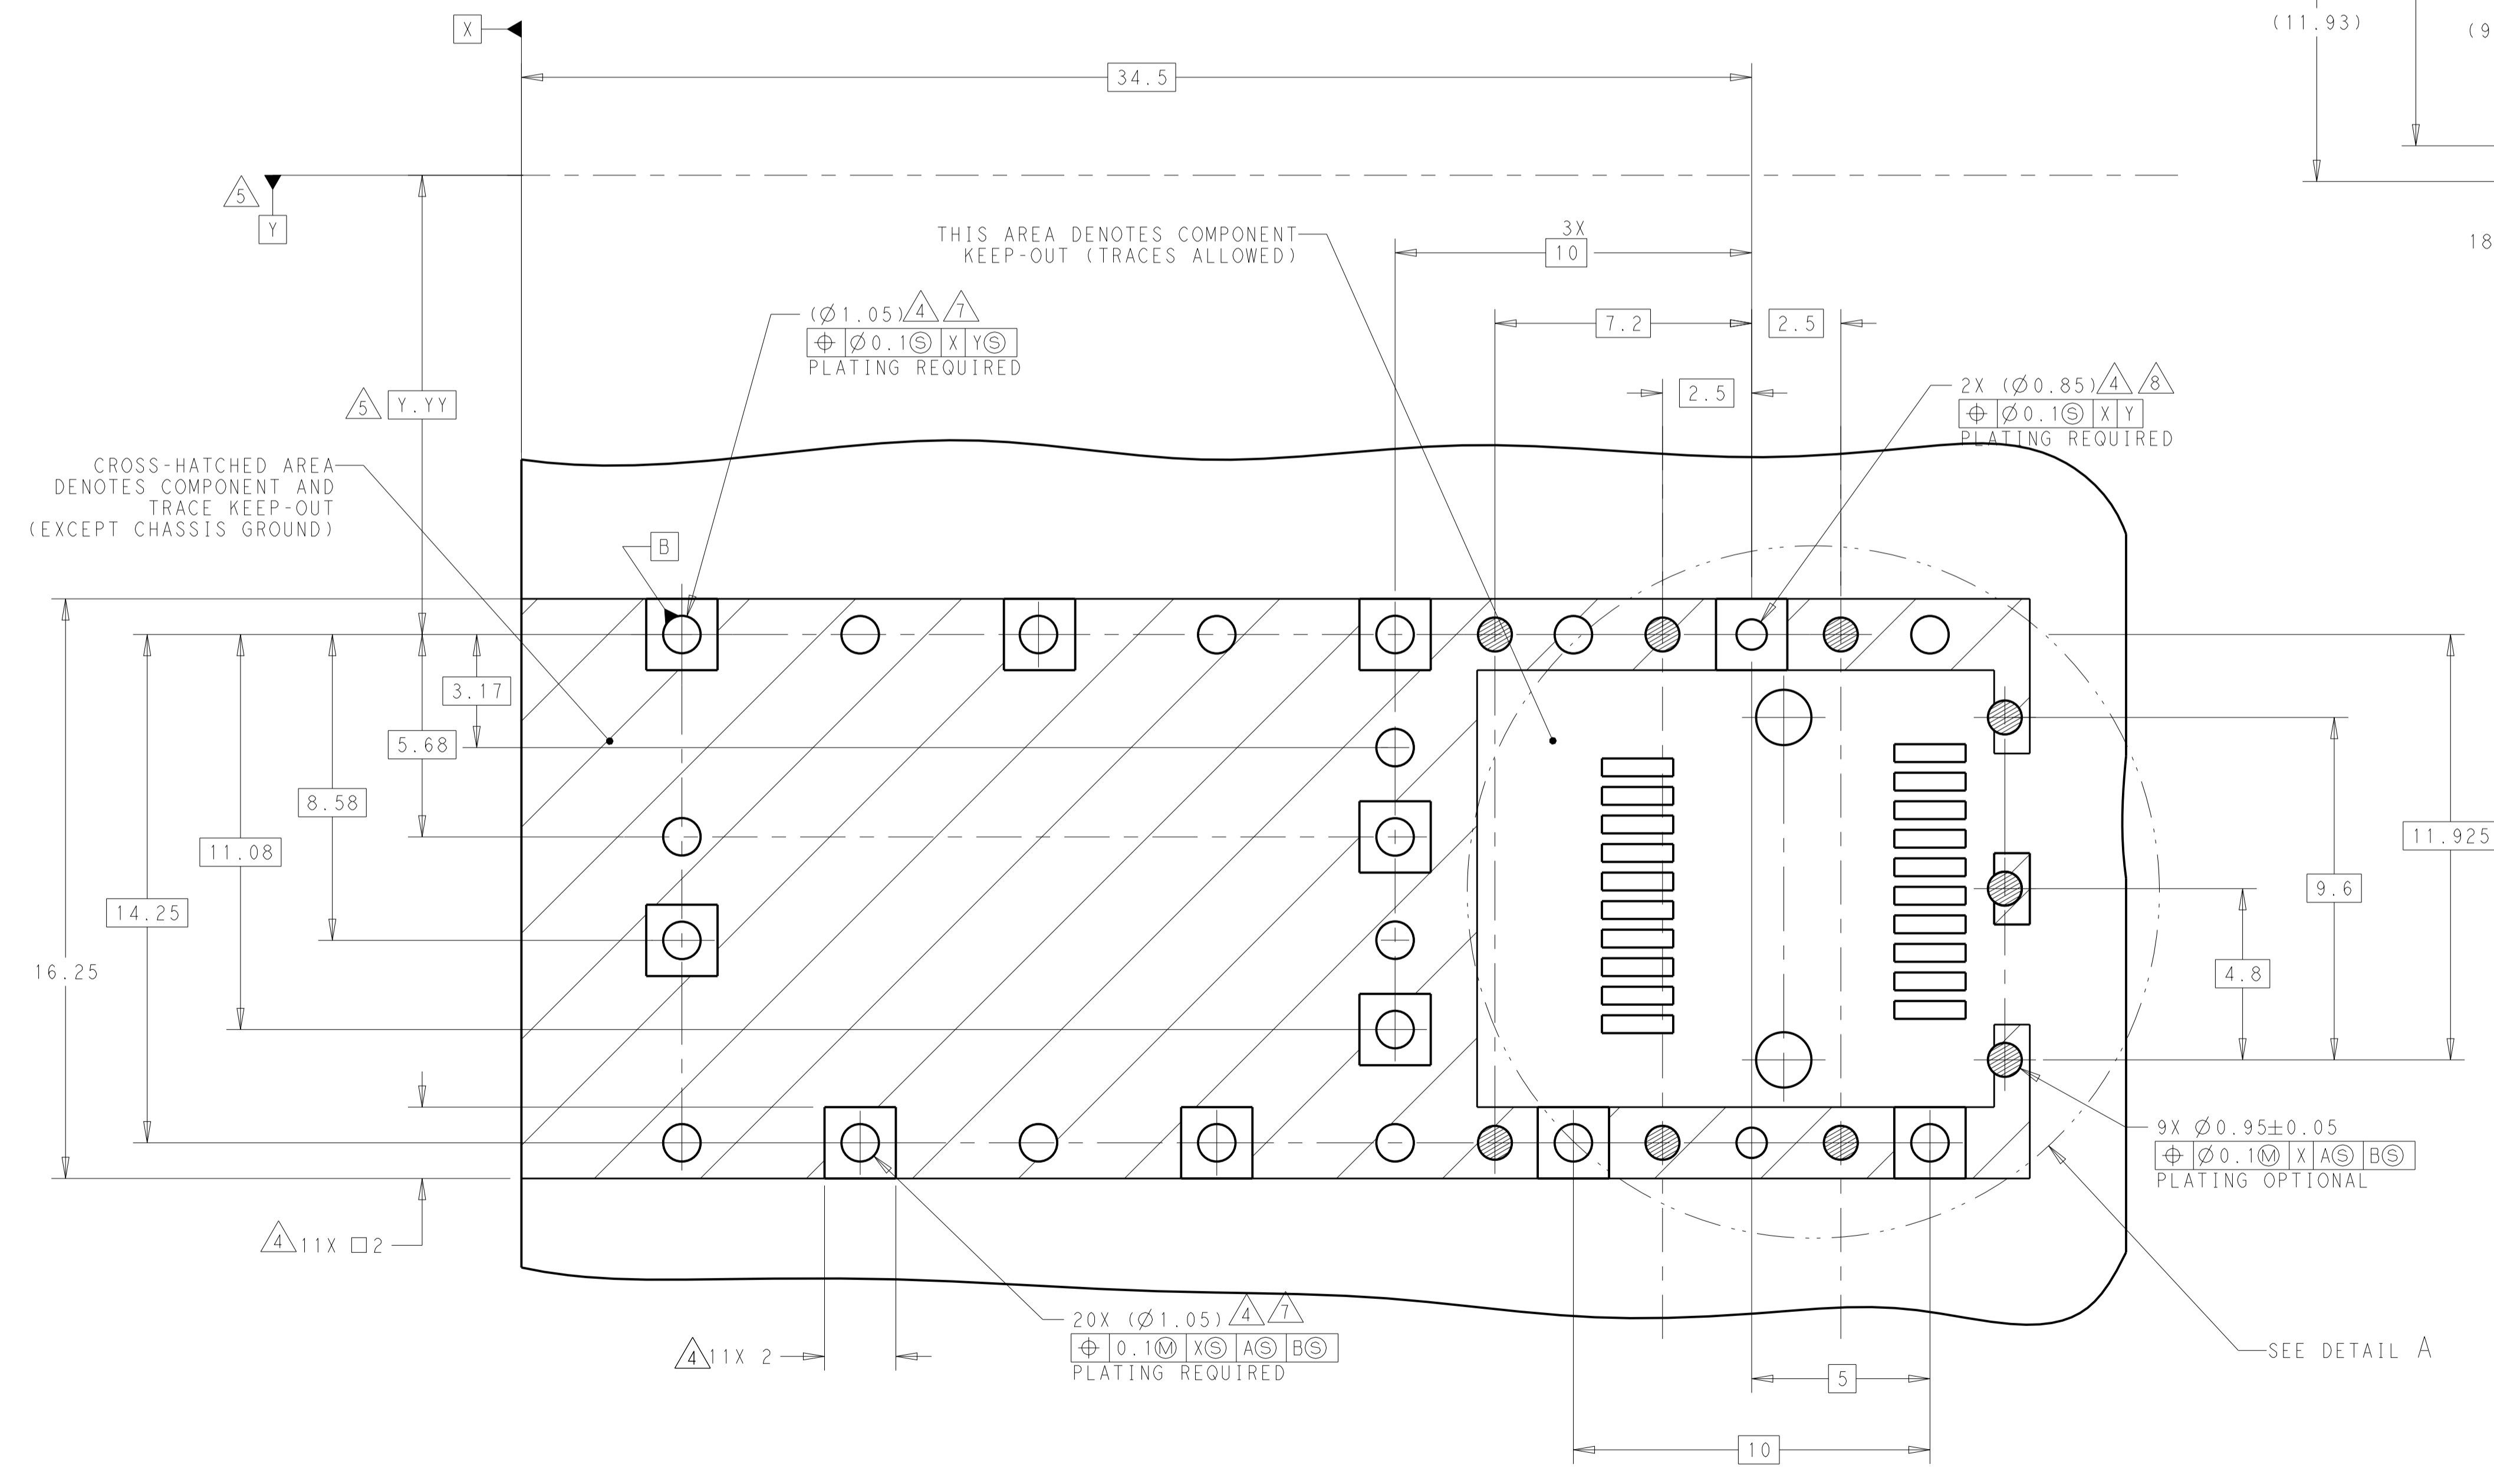 X
34.5
(11.93)
(9
5
Y
THIS AREA DENOTES COMPONENT
KEEP-OUT (TRACES ALLOWED)
3X
10
18
(Ø1.05) 4 7
⌖ Ø0.1Ⓢ X YⓈ
PLATING REQUIRED
7.2
2.5
2.5
5 Y.YY
2X (Ø0.85) 4 8
⌖ Ø0.1Ⓢ X Y
PLATING REQUIRED
CROSS-HATCHED AREA
DENOTES COMPONENT AND
TRACE KEEP-OUT
(EXCEPT CHASSIS GROUND)
B
3.17
5.68
8.58
11.08
14.25
16.25
11.925
9.6
4.8
9X Ø0.95±0.05
⌖ Ø0.1Ⓜ X AⓈ BⓈ
PLATING OPTIONAL
4 11X □2
4 11X 2
20X (Ø1.05) 4 7
⌖ 0.1Ⓜ XⓈ AⓈ BⓈ
PLATING REQUIRED
SEE DETAIL A
5
10